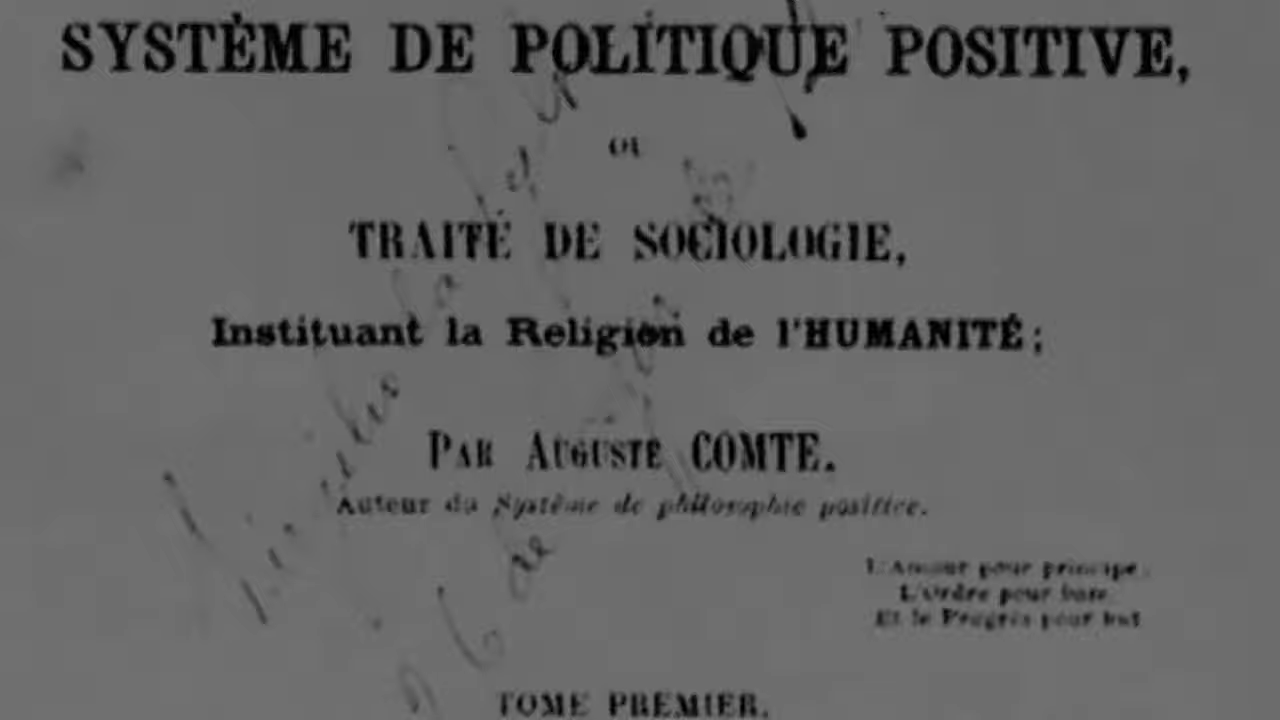 SYSTÈME DE POLITIQUE POSITIVE,
OU
TRAITÉ DE SOCIOLOGIE,
Instituant la Religion de l'HUMANITÉ;
PAR AUGUSTE COMTE.
Auteur du Système de philosophie positive.
L'Amour pour principe,
L'Ordre pour base
Et le Progrès pour but
TOME PREMIER.